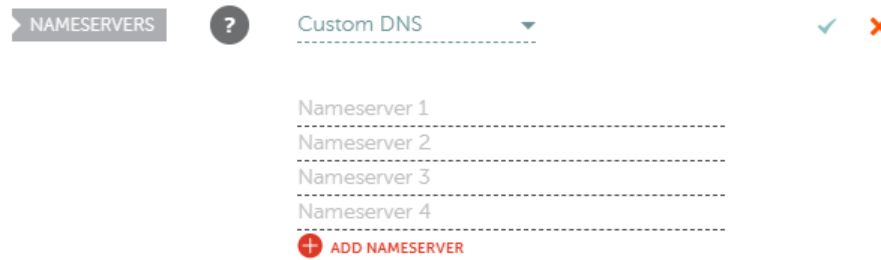 NAMESERVERS ? Custom DNS
Nameserver 1
Nameserver 2
Nameserver 3
Nameserver 4
ADD NAMESERVER